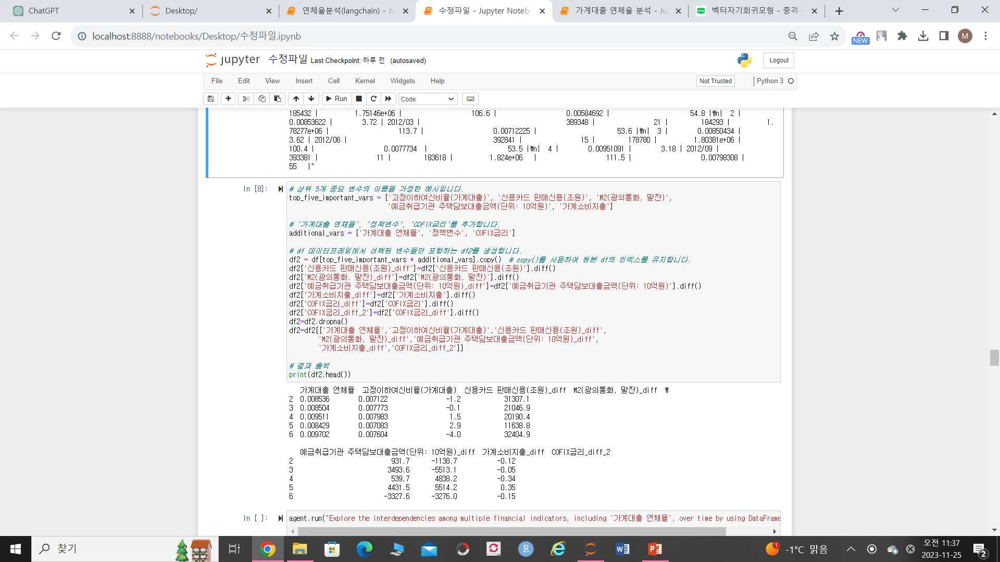 ChatGPT
Desktop/
연체율분석(langchain) - Ju
수정파일 - Jupyter Notebo
가계대출 연체율 분석 - Ju
벡터자기회귀모형 - 충격-
localhost:8888/notebooks/Desktop/수정파일.ipynb
NEW
M
jupyter 수정파일 Last Checkpoint: 하루 전 (autosaved)
Logout
File Edit View Insert Cell Kernel Widgets Help
Not Trusted
Python 3
Run
Code
185432 | 1.75146e+06 | 106.6 | 0.00584692 | 54.8 |₩n| 2 |
0.00853622 | 3.72 | 2012/03 | 389348 | 21 | 184293 | 1.
78277e+06 | 113.7 | 0.00712225 | 53.6 |₩n| 3 | 0.00850434 |
3.62 | 2012/06 | 392841 | 15 | 178780 | 1.80381e+06 |
100.4 | 0.0077734 | 53.5 |₩n| 4 | 0.00951091 | 3.18 | 2012/09 |
393381 | 11 | 183618 | 1.824e+06 | 111.5 | 0.00798308 |
55 |"
In [8]:
# 상위 5개 중요 변수의 이름을 가정한 예시입니다.
top_five_important_vars = ['고정이하여신비율(가계대출)', '신용카드 판매신용(조원)', 'M2(광의통화, 말잔)',
'예금취급기관 주택담보대출금액(단위: 10억원)', '가계소비지출']
# '가계대출 연체율', '정책변수', 'COFIX금리'를 추가합니다.
additional_vars = ['가계대출 연체율', '정책변수', 'COFIX금리']
# df 데이터프레임에서 선택된 변수들만 포함하는 df2를 생성합니다.
df2 = df[top_five_important_vars + additional_vars].copy() # copy()를 사용하여 원본 df의 인덱스를 유지합니다.
df2['신용카드 판매신용(조원)_diff']=df2['신용카드 판매신용(조원)'].diff()
df2['M2(광의통화, 말잔)_diff']=df2['M2(광의통화, 말잔)'].diff()
df2['예금취급기관 주택담보대출금액(단위: 10억원)_diff']=df2['예금취급기관 주택담보대출금액(단위: 10억원)'].diff()
df2['가계소비지출_diff']=df2['가계소비지출'].diff()
df2['COFIX금리_diff']=df2['COFIX금리'].diff()
df2['COFIX금리_diff_2']=df2['COFIX금리_diff'].diff()
df2=df2.dropna()
df2=df2[['가계대출 연체율','고정이하여신비율(가계대출)','신용카드 판매신용(조원)_diff',
'M2(광의통화, 말잔)_diff','예금취급기관 주택담보대출금액(단위: 10억원)_diff',
'가계소비지출_diff','COFIX금리_diff_2']]
# 결과 출력
print(df2.head())
가계대출 연체율 고정이하여신비율(가계대출) 신용카드 판매신용(조원)_diff M2(광의통화, 말잔)_diff ₩
2 0.008536 0.007122 -1.2 31307.1
3 0.008504 0.007773 -0.1 21046.9
4 0.009511 0.007983 1.5 20190.4
5 0.008429 0.007083 2.9 11638.8
6 0.009702 0.007604 -4.0 32404.9
예금취급기관 주택담보대출금액(단위: 10억원)_diff 가계소비지출_diff COFIX금리_diff_2
2 931.7 -1138.7 -0.12
3 3493.6 -5513.1 -0.05
4 539.7 4838.2 -0.34
5 4431.5 5514.2 0.35
6 -3327.6 -3276.0 -0.15
In [ ]:
agent.run("Explore the interdependencies among multiple financial indicators, including '가계대출 연체율', over time by using DataFrame
찾기
-1°C 맑음
오전 11:37
2023-11-25
2